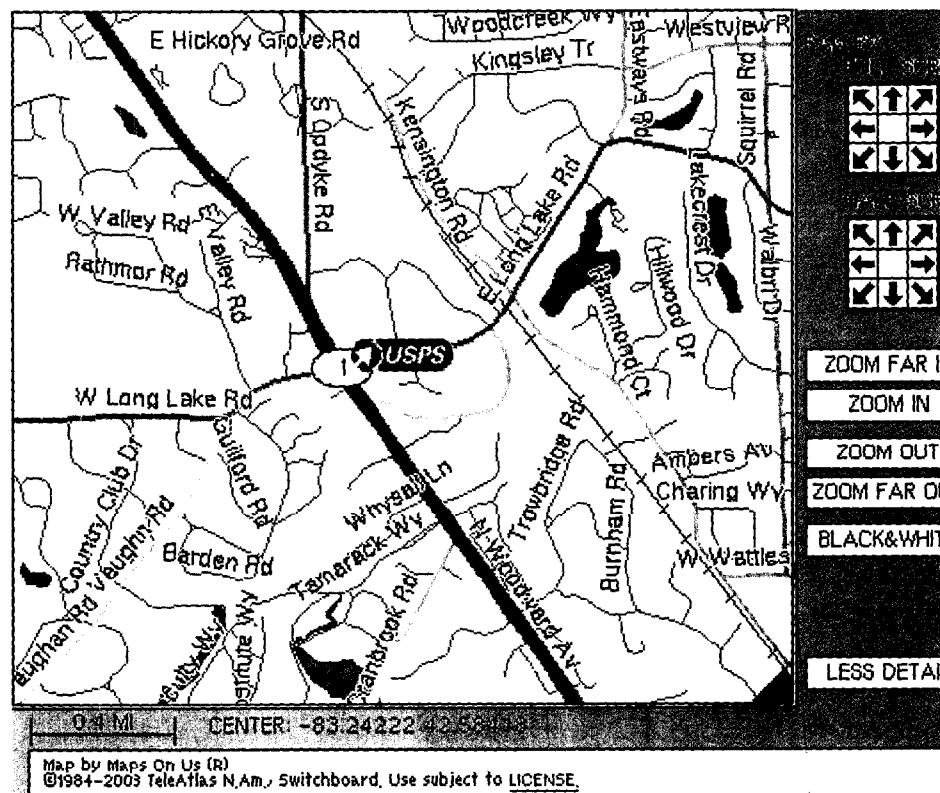 Woodcreek Wy
Westview R
E Hickory Grove Rd
Kingsley Tr
Eastways Rd
Squirrel Rd
S Opdyke Rd
Kensington Rd
E Long Lake Rd
Lakecrest Dr
W Valley Rd
E Valley Rd
Rathmor Rd
Hammond Ct
Hillwood Dr
Walbri Dr
USPS
1
W Long Lake Rd
ZOOM FAR I
ZOOM IN
ZOOM OUT
ZOOM FAR O
BLACK&WHIT
LESS DETAI
Guilford Rd
Country Club Dr
Vaughn Rd
Barden Rd
Whysall Ln
Tamarack Wy
Trowbridge Rd
Burnham Rd
Ambers Av
Charing Wy
W Wattles
N Woodward Av
anbrook Rd
aughan Rd
0.4 MI
CENTER: -83.24222
Map by Maps On Us (R)
©1984-2003 TeleAtlas N.Am., Switchboard. Use subject to LICENSE.